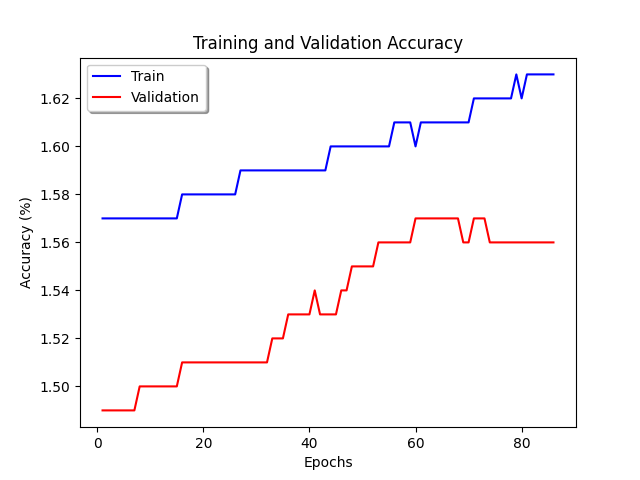 Training and Validation Accuracy
Train
Validation
1.62
1.60
1.58
1.56
1.54
1.52
1.50
Accuracy (%)
0 20 40 60 80
Epochs